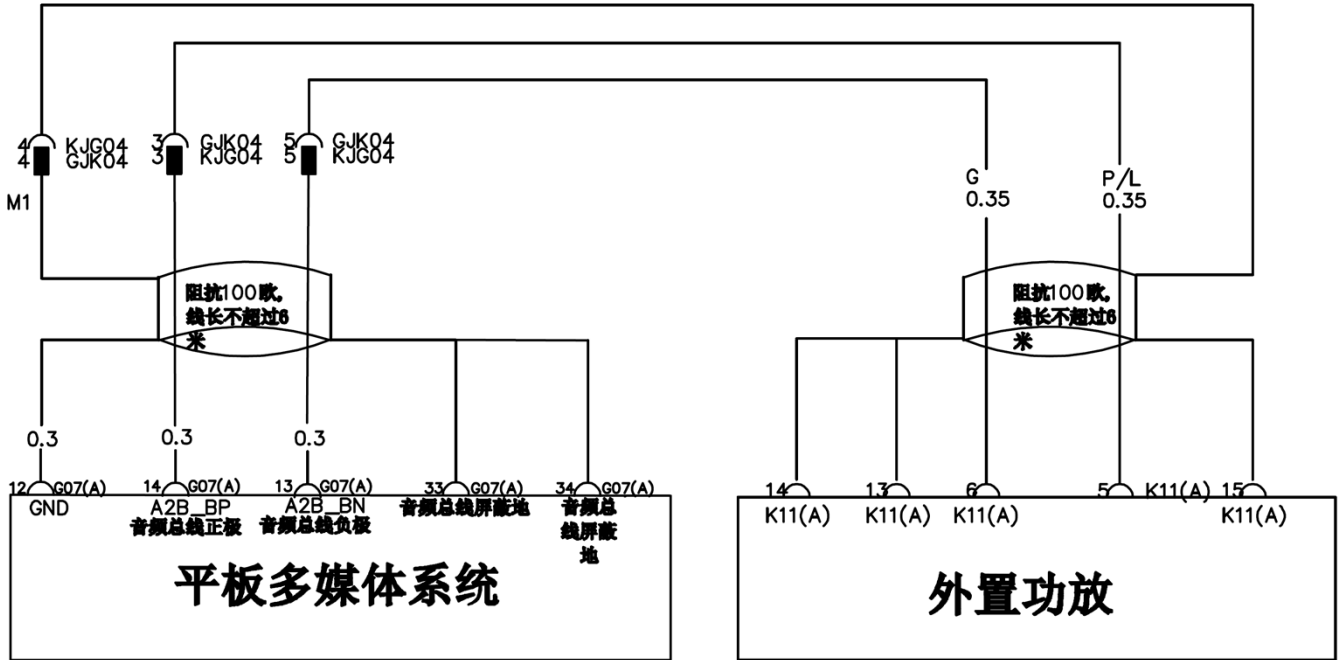 4 KJG04
4 GJK04
3 GJK04
3 KJG04
5 GJK04
5 KJG04
M1
G
0.35
P/L
0.35
阻抗100欧,
线长不超过6
米
阻抗100欧,
线长不超过6
米
0.3
0.3
0.3
12 G07(A)
GND
14 G07(A)
A2B_BP
音频总线正极
13 G07(A)
A2B_BN
音频总线负极
33 G07(A)
音频总线屏蔽地
34 G07(A)
音频总
线屏蔽
地
14
K11(A)
13
K11(A)
6
K11(A)
5 K11(A)
15
K11(A)
平板多媒体系统
外置功放